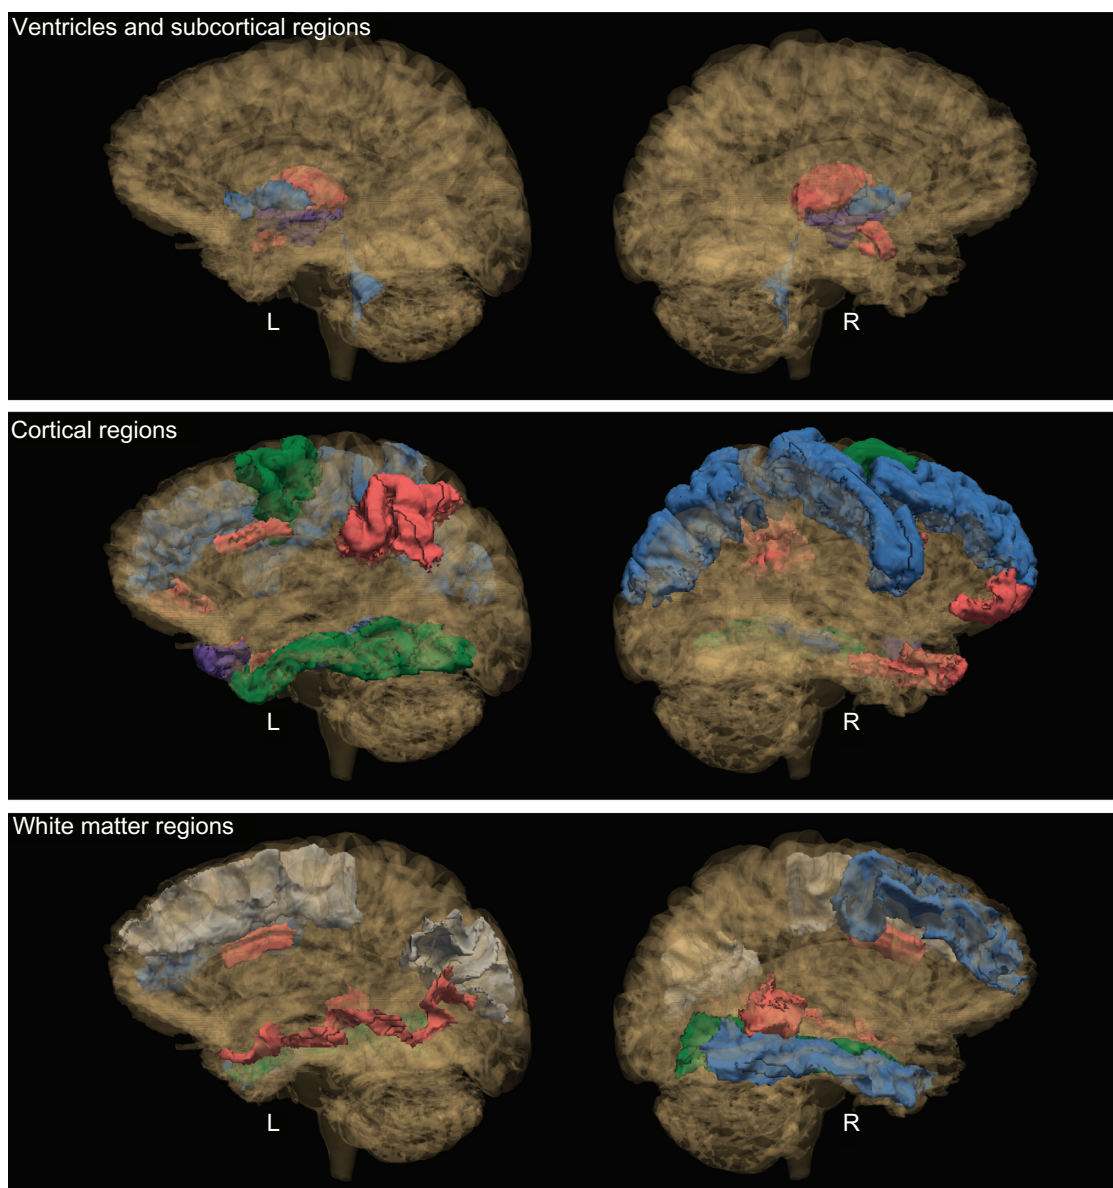 Ventricles and subcortical regions
L
R
Cortical regions
L
R
White matter regions
L
R